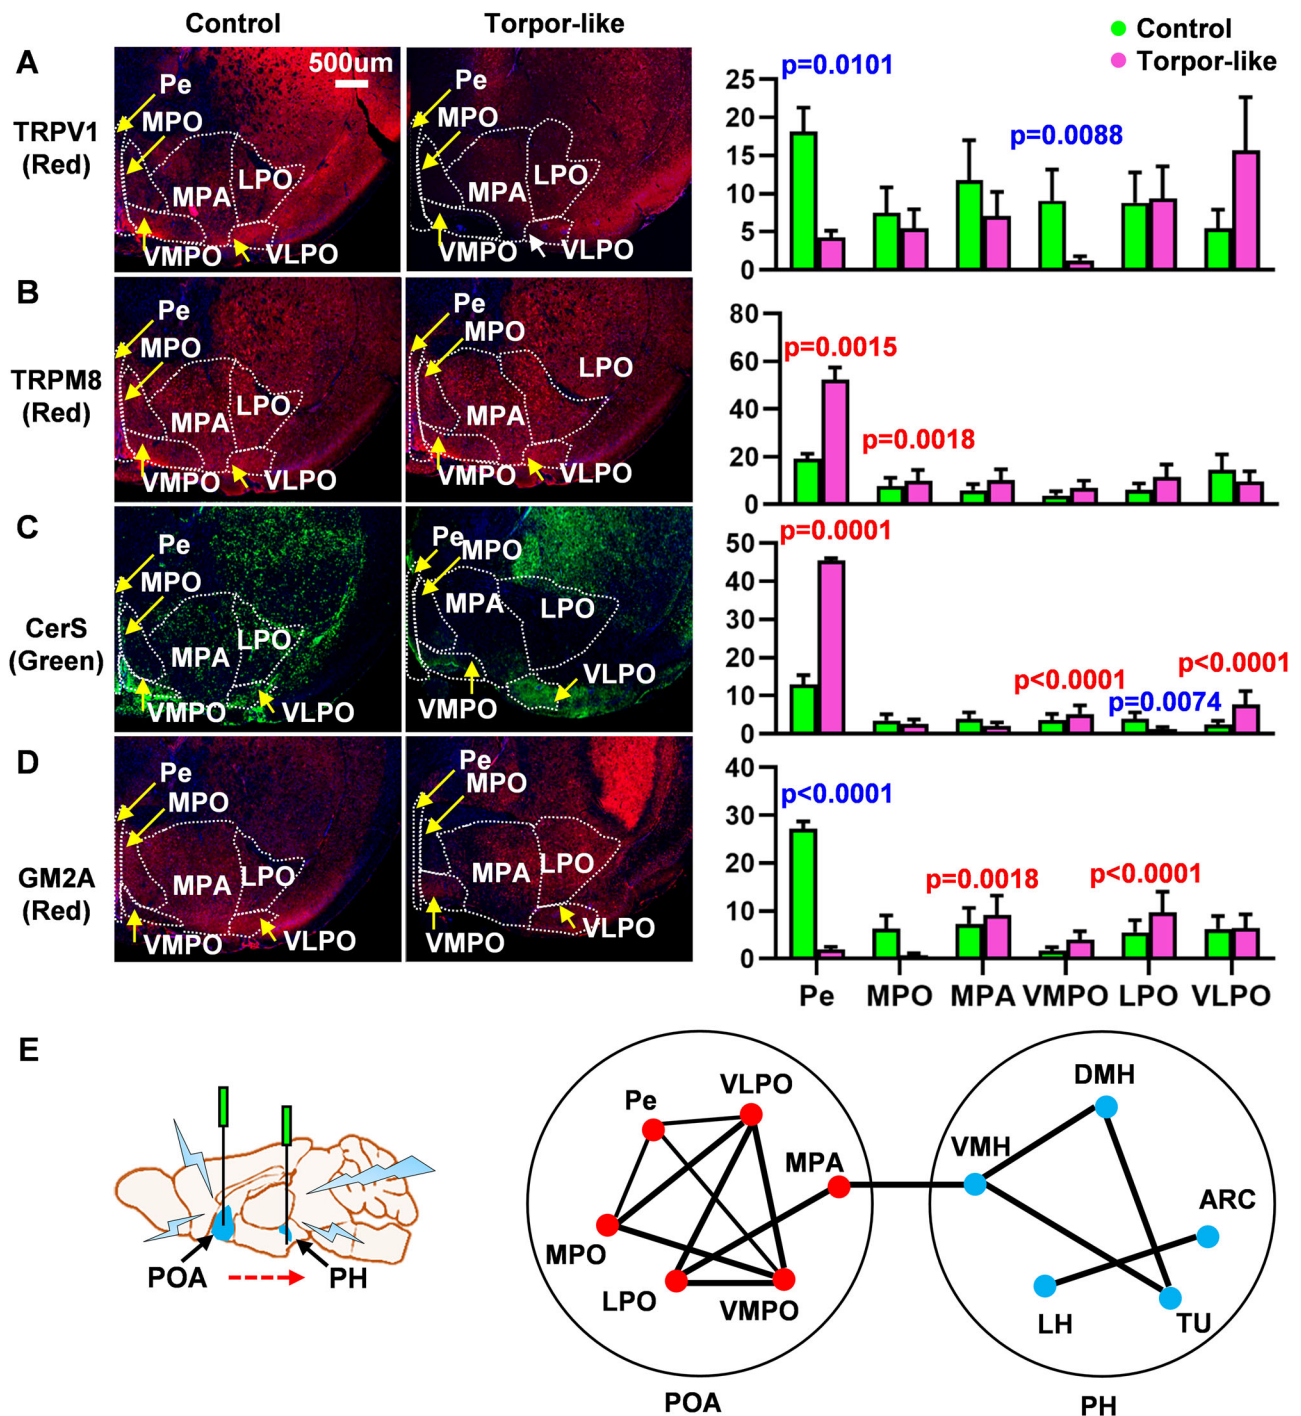 Control Torpor-like
Control
Torpor-like
A
TRPV1
(Red)
500um
Pe
MPO
MPA
LPO
VMPO
VLPO
Pe
MPO
MPA
LPO
VMPO
VLPO
p=0.0101
p=0.0088
25
20
15
10
5
0
B
TRPM8
(Red)
Pe
MPO
MPA
LPO
VMPO
VLPO
Pe
MPO
LPO
MPA
VMPO
VLPO
80
60
40
20
0
p=0.0015
p=0.0018
C
CerS
(Green)
Pe
MPO
MPA
LPO
VMPO
VLPO
Pe
MPO
MPA
LPO
VLPO
VMPO
50
40
30
20
10
0
p=0.0001
p<0.0001
p=0.0074
p<0.0001
D
GM2A
(Red)
Pe
MPO
MPA
LPO
VMPO
VLPO
Pe
MPO
MPA
LPO
VMPO
VLPO
40
30
20
10
0
p<0.0001
p=0.0018
p<0.0001
Pe MPO MPA VMPO LPO VLPO
E
POA
PH
Pe
VLPO
MPA
MPO
LPO
VMPO
POA
DMH
VMH
ARC
LH
TU
PH